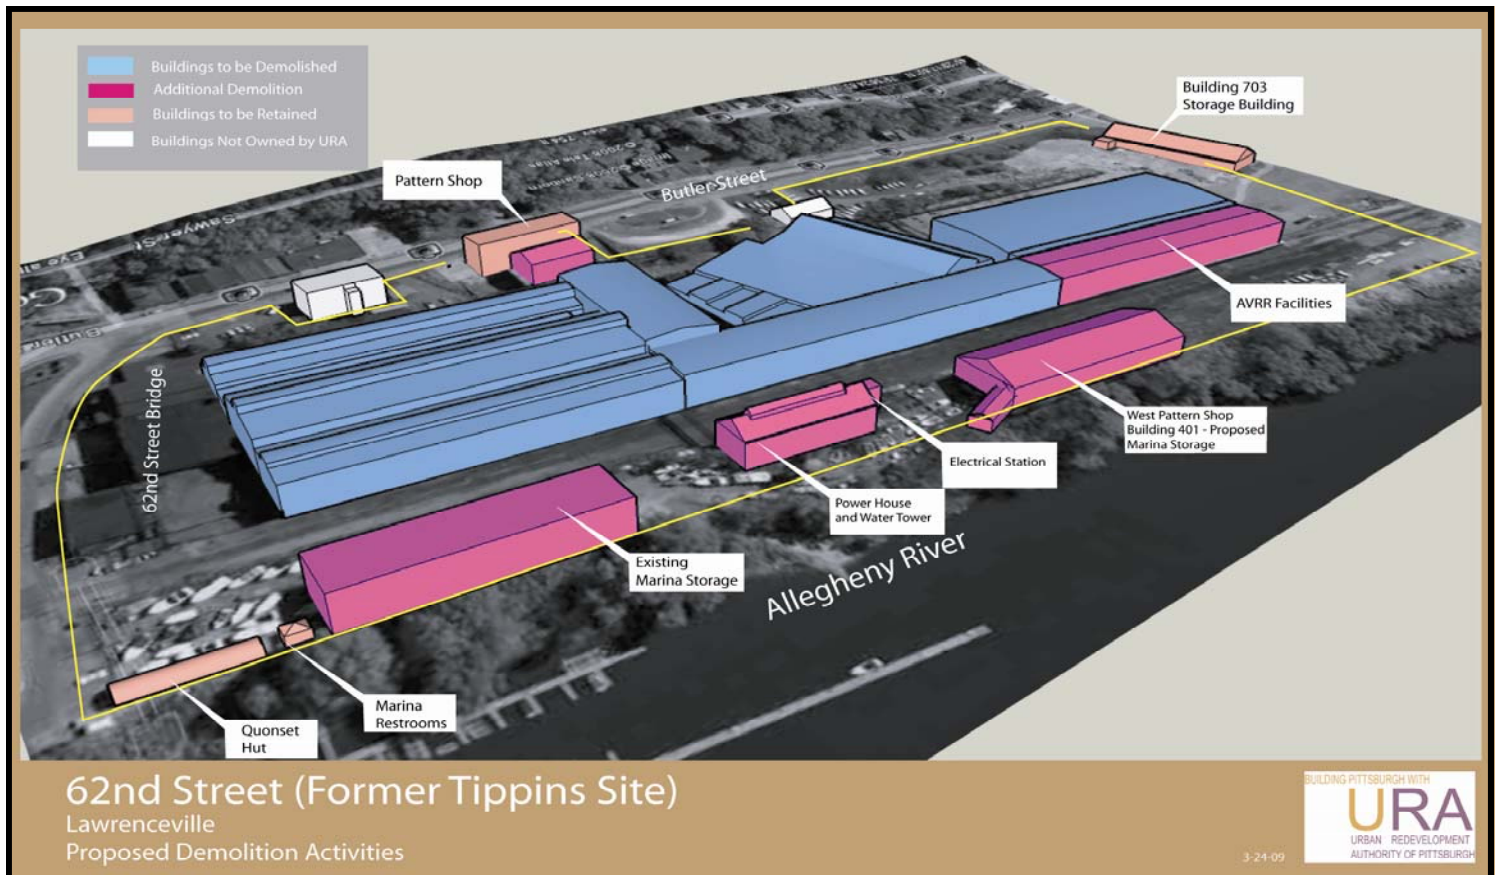 Buildings to be Demolished
Additional Demolition
Buildings to be Retained
Buildings Not Owned by URA
Building 703
Storage Building
Pattern Shop
Butler Street
Sawyer St
Butler
62nd Street Bridge
AVRR Facilities
West Pattern Shop
Building 401 - Proposed
Marina Storage
Electrical Station
Power House
and Water Tower
Existing
Marina Storage
Allegheny River
Marina
Restrooms
Quonset
Hut
62nd Street (Former Tippins Site)
Lawrenceville
Proposed Demolition Activities
3-24-09
BUILDING PITTSBURGH WITH
URA
URBAN REDEVELOPMENT
AUTHORITY OF PITTSBURGH